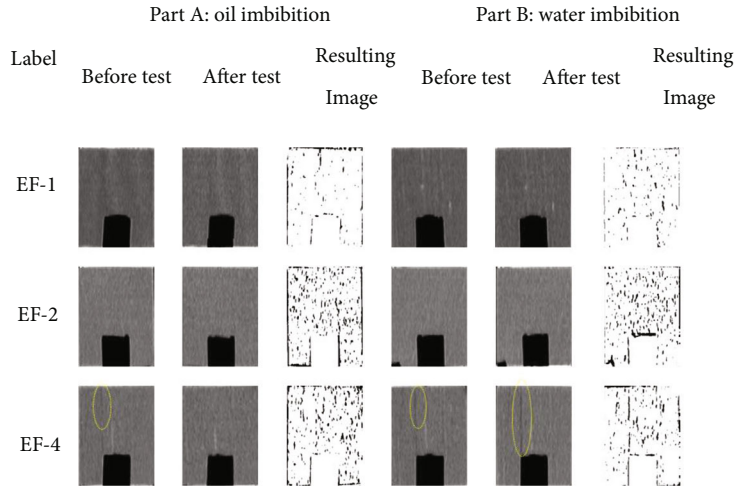 Part A: oil imbibition
Part B: water imbibition
Label
Before test
After test
Resulting
Image
Before test
After test
Resulting
Image
EF-1
EF-2
EF-4